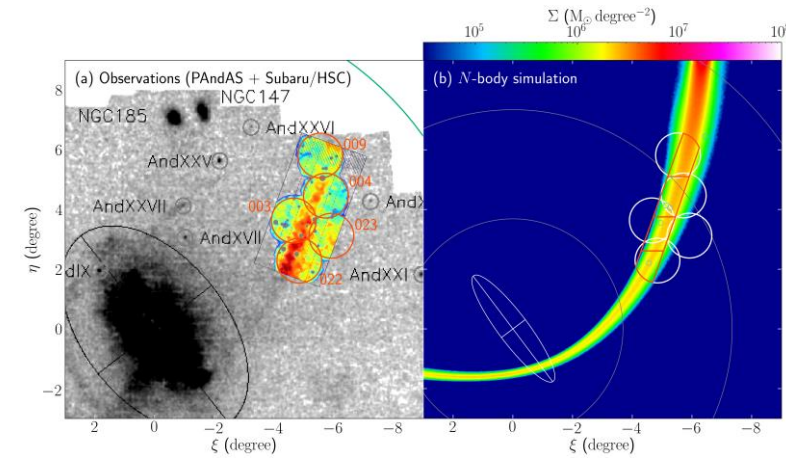 Σ (M⊙ degree⁻²)
10⁵ 10⁶ 10⁷
(a) Observations (PAndAS + Subaru/HSC)
(b) N-body simulation
NGC147
NGC185
AndXXVI
009
AndXXV
004
AndXXVII
003
023
AndXVII
AndXXI
022
8
6
4
2
0
−2
η (degree)
2 0 −2 −4 −6 −8
ξ (degree)
2 0 −2 −4 −6 −8
ξ (degree)